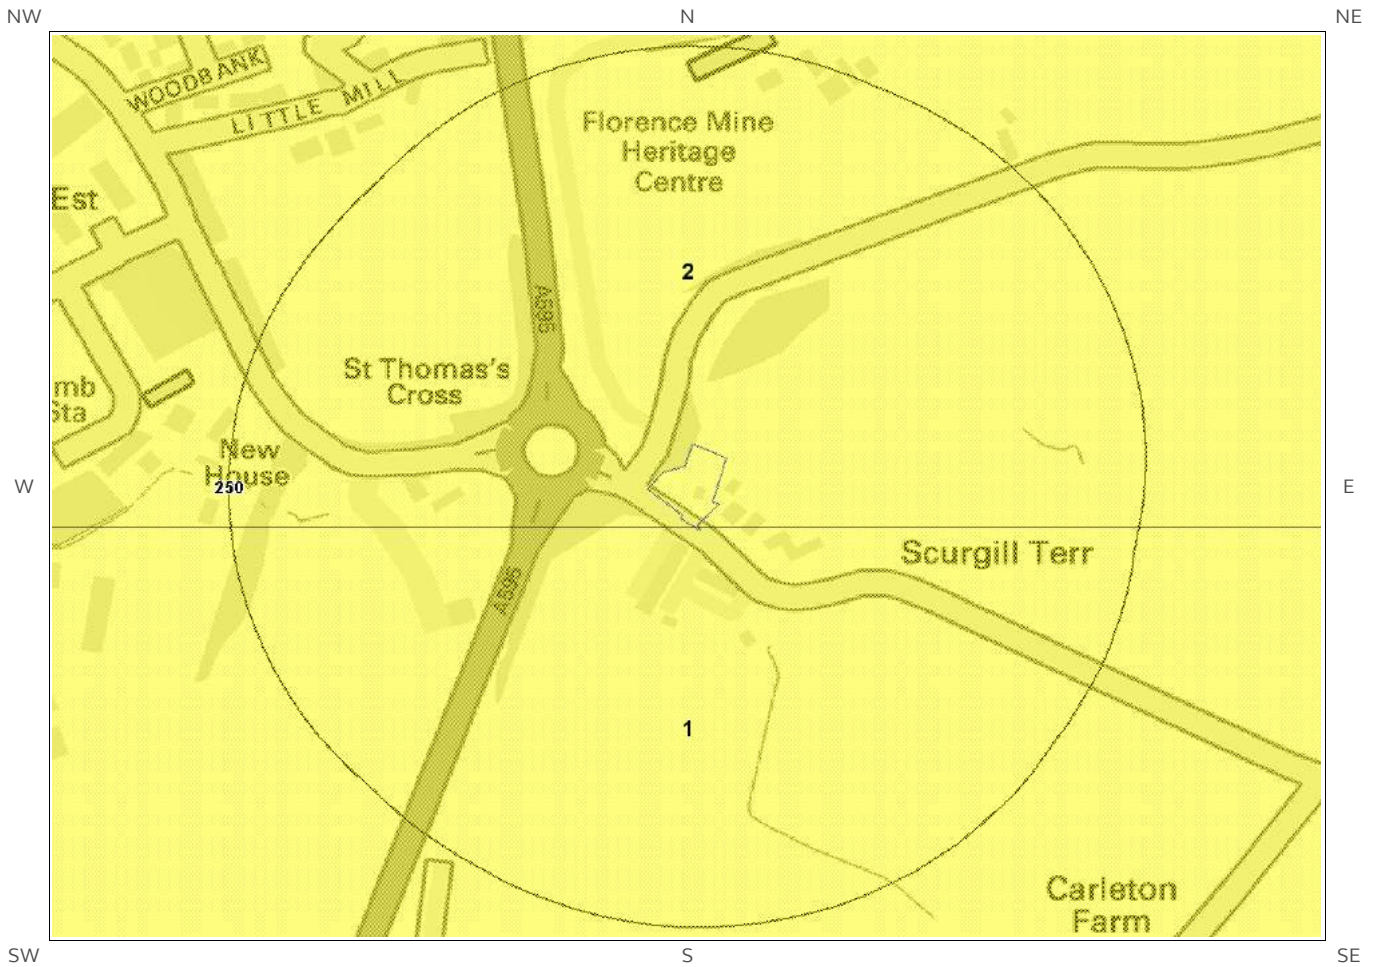 NW
N
NE
WOODBANK
LITTLE MILL
Florence Mine
Heritage
Centre
Est
2
A595
St Thomas's
Cross
mb
Sta
New
House
W
250
E
Scurgill Terr
A595
1
Carleton
Farm
SW
S
SE